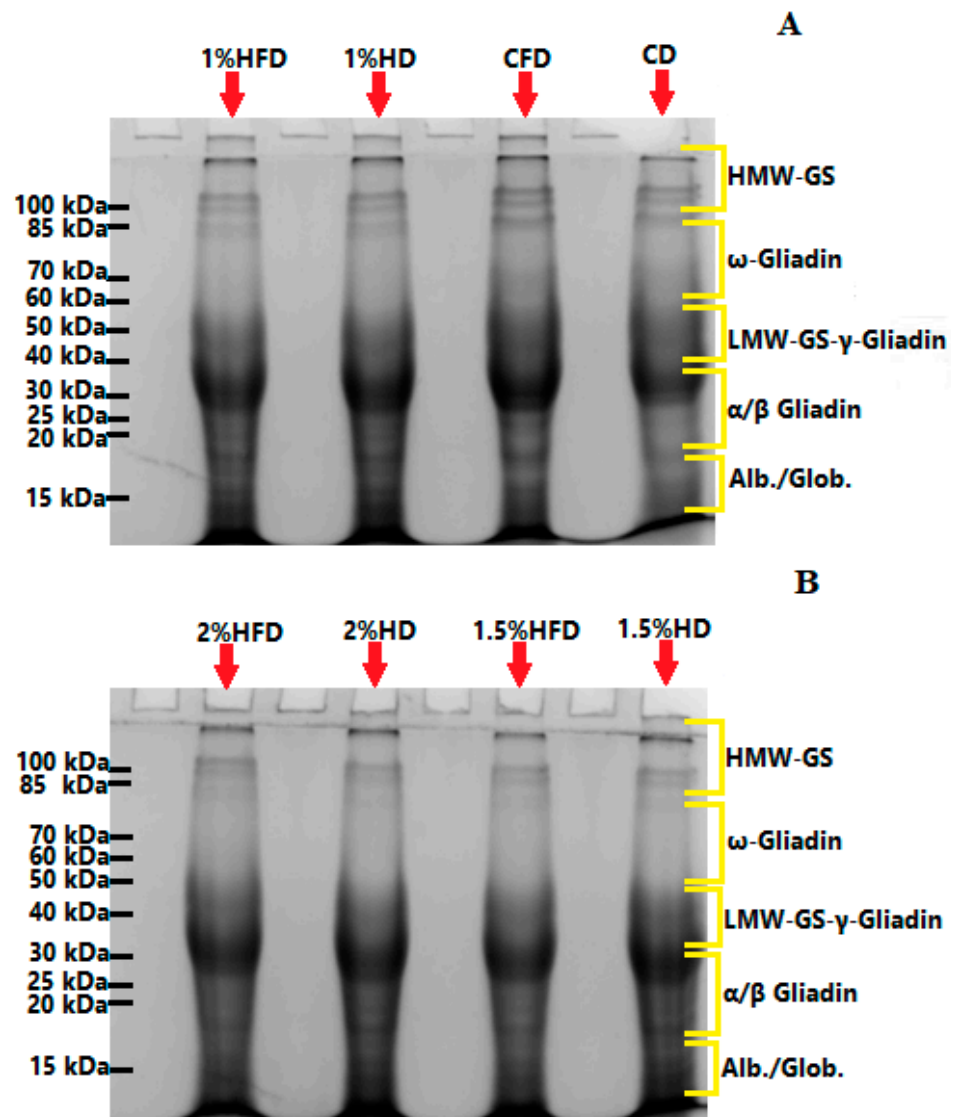 A
1%HFD 1%HD CFD CD
HMW-GS
100 kDa
85 kDa
ω-Gliadin
70 kDa
60 kDa
50 kDa
LMW-GS-γ-Gliadin
40 kDa
30 kDa
α/β Gliadin
25 kDa
20 kDa
Alb./Glob.
15 kDa
B
2%HFD 2%HD 1.5%HFD 1.5%HD
HMW-GS
100 kDa
85 kDa
70 kDa
ω-Gliadin
60 kDa
50 kDa
40 kDa
LMW-GS-γ-Gliadin
30 kDa
25 kDa
α/β Gliadin
20 kDa
Alb./Glob.
15 kDa